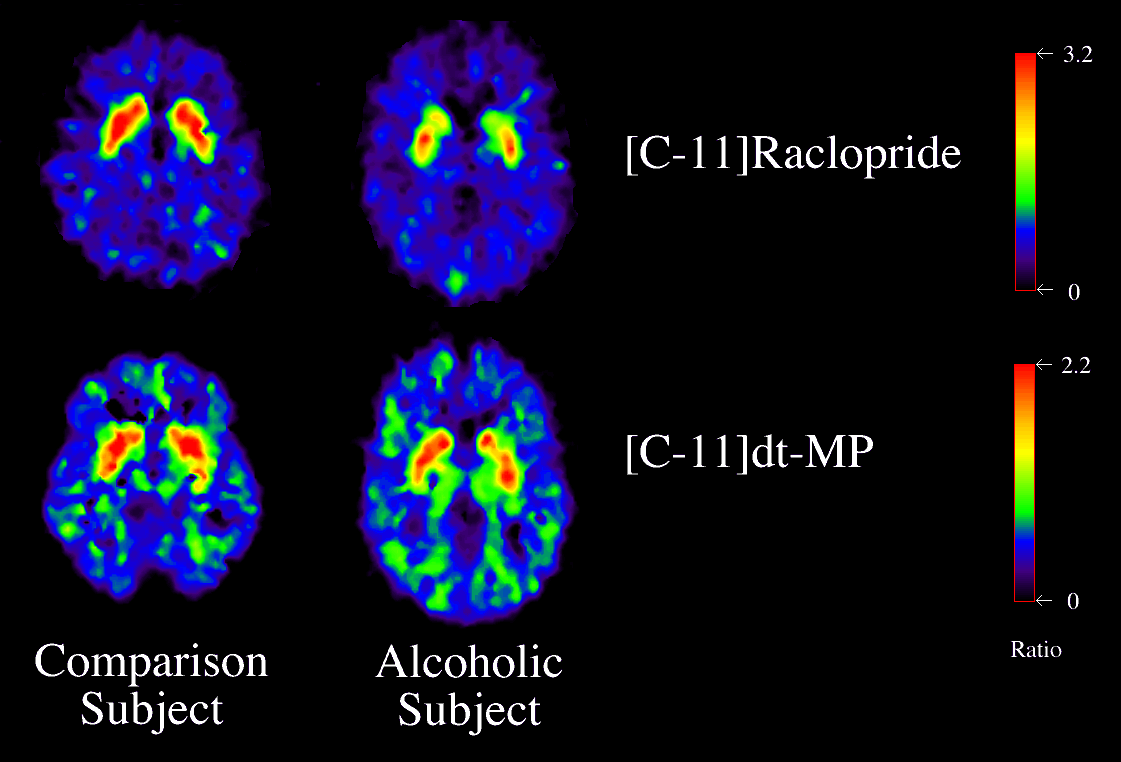 [C-11]Raclopride
3.2
0
[C-11]dt-MP
2.2
0
Ratio
Comparison
Subject
Alcoholic
Subject